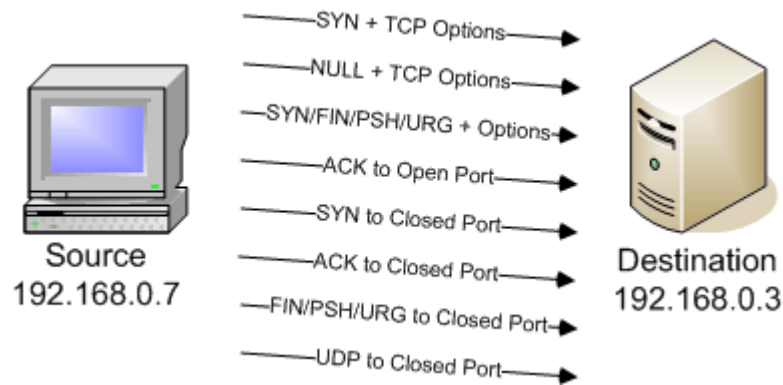 SYN + TCP Options
NULL + TCP Options
SYN/FIN/PSH/URG + Options
ACK to Open Port
SYN to Closed Port
ACK to Closed Port
FIN/PSH/URG to Closed Port
UDP to Closed Port
Source
192.168.0.7
Destination
192.168.0.3